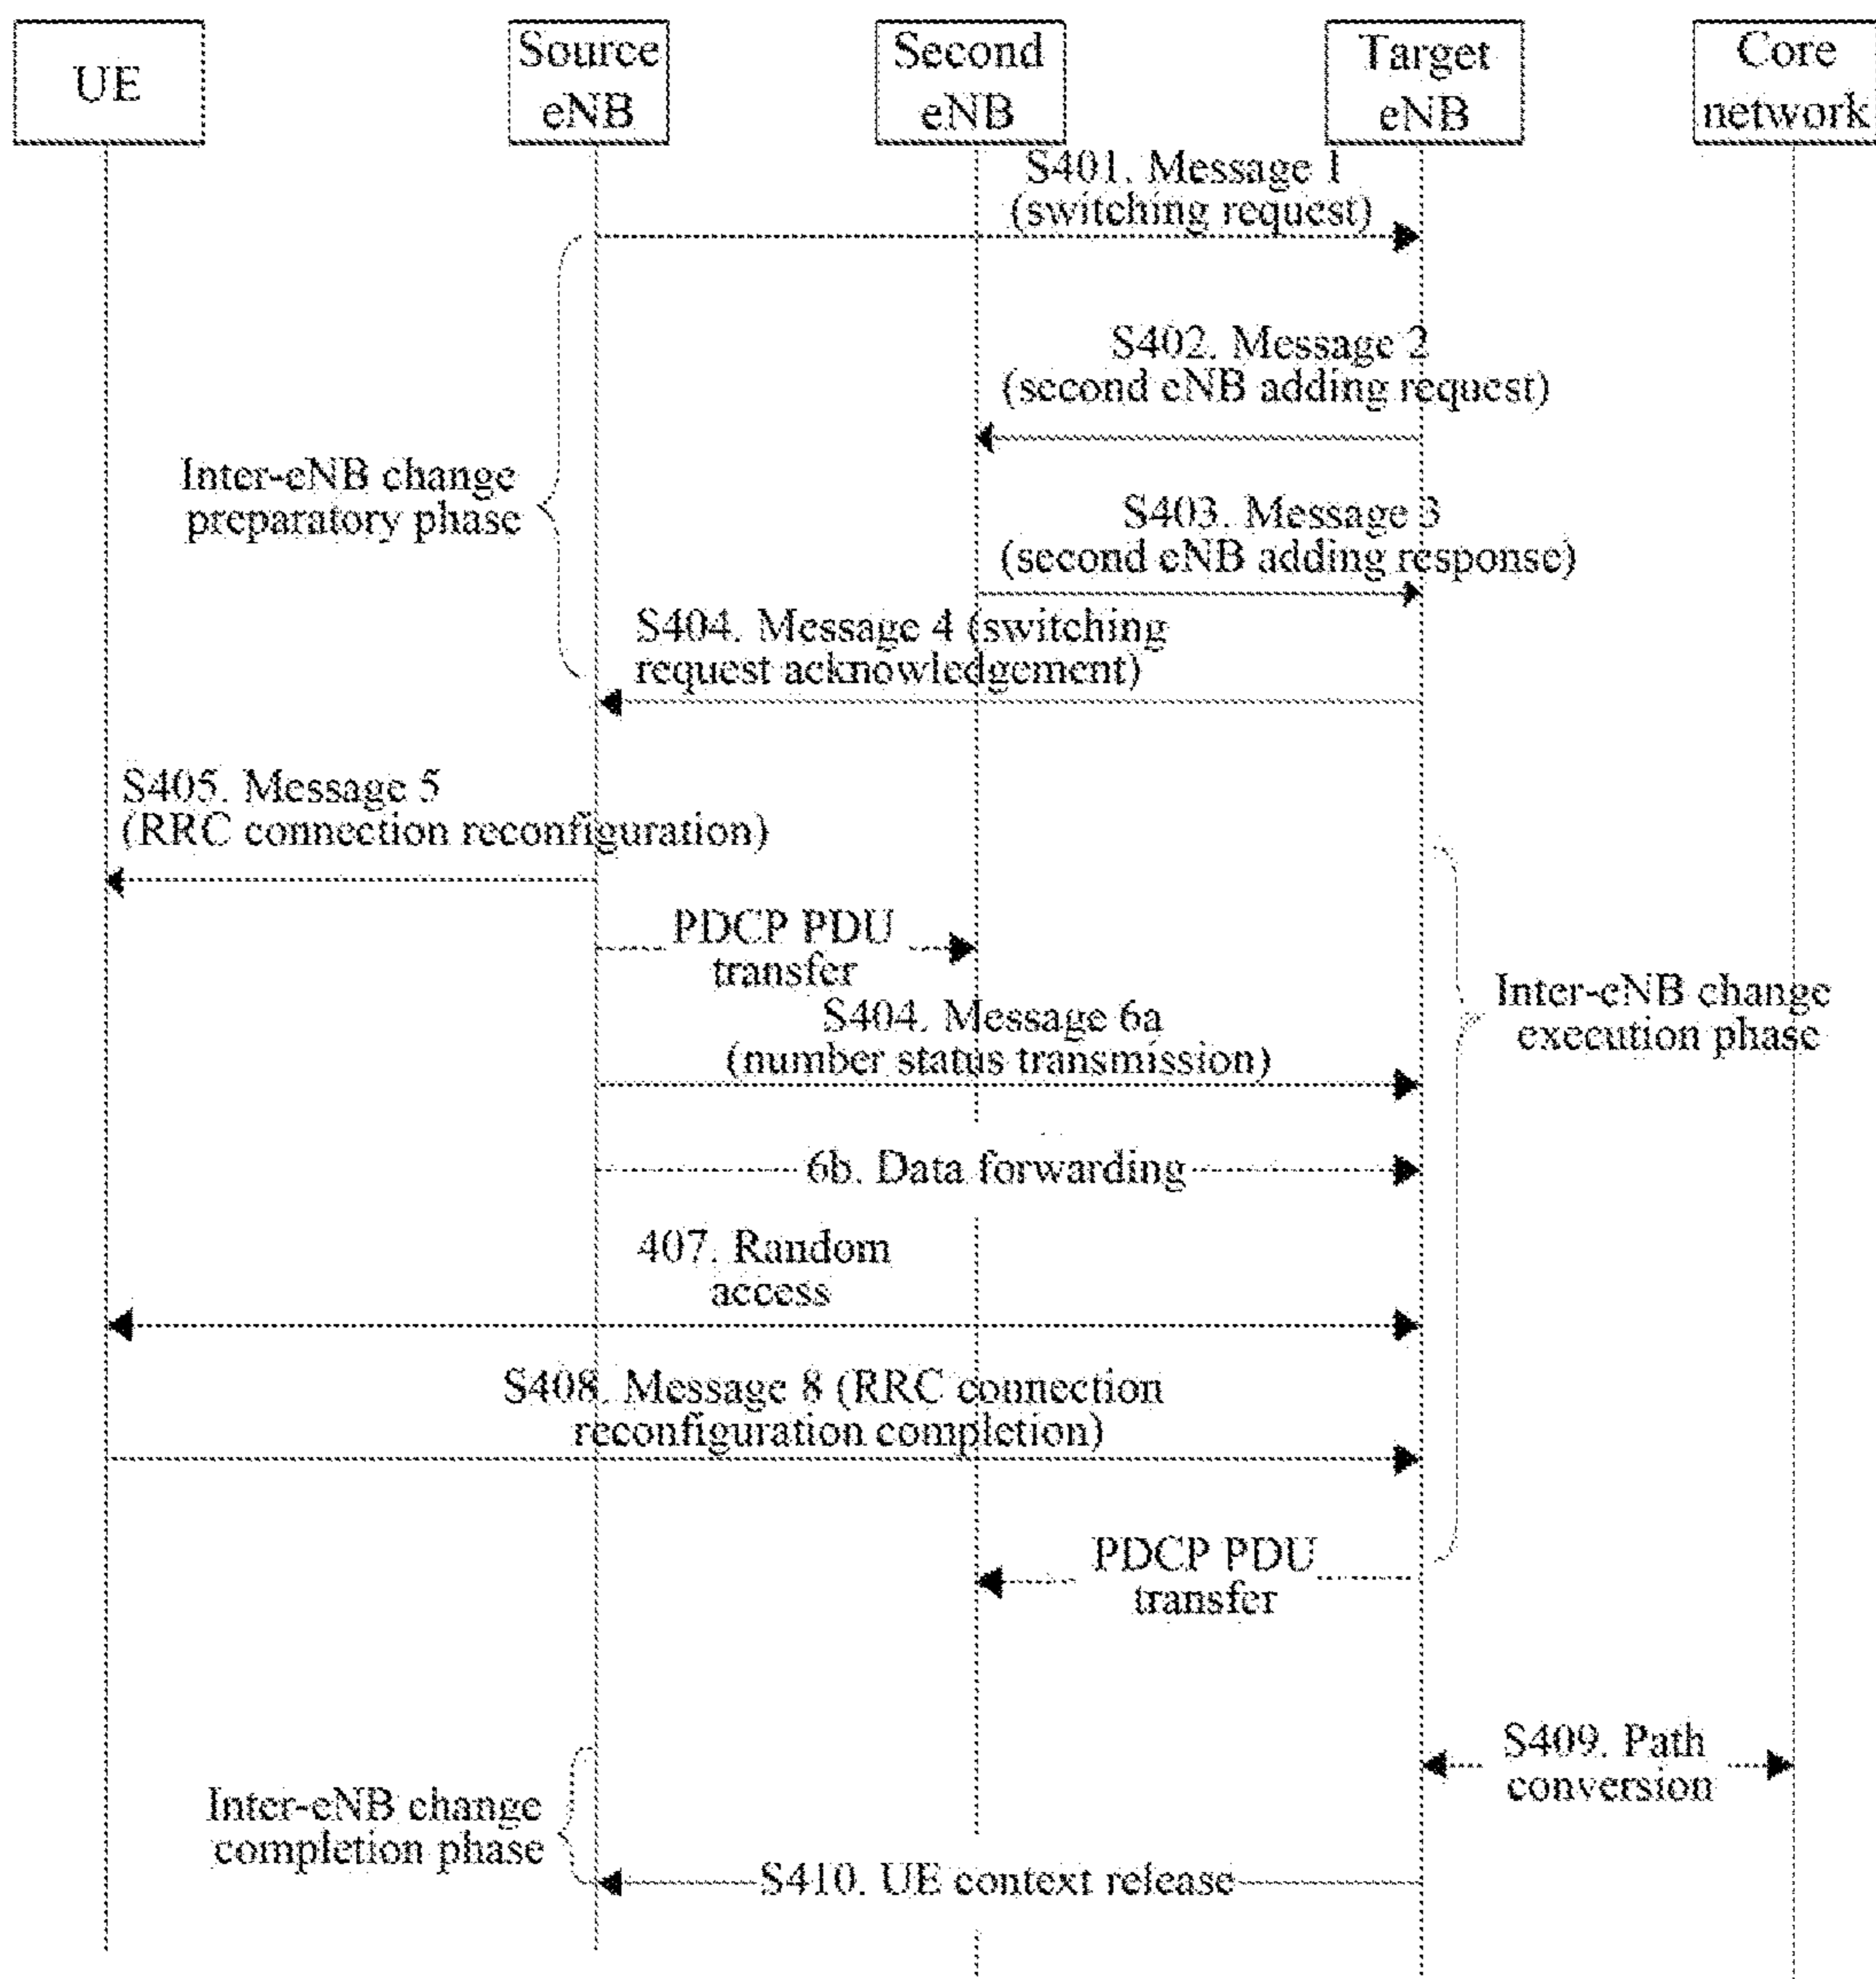 UE
Source
eNB
Second
eNB
Target
eNB
Core
network
S401. Message 1
(switching request)
S402. Message 2
(second eNB adding request)
Inter-eNB change
preparatory phase
S403. Message 3
(second eNB adding response)
S404. Message 4 (switching
request acknowledgement)
S405. Message 5
(RRC connection reconfiguration)
PDCP PDU
transfer
S404. Message 6a
(number status transmission)
Inter-eNB change
execution phase
6b. Data forwarding
407. Random
access
S408. Message 8 (RRC connection
reconfiguration completion)
PDCP PDU
transfer
S409. Path
conversion
Inter-eNB change
completion phase
S410. UE context release